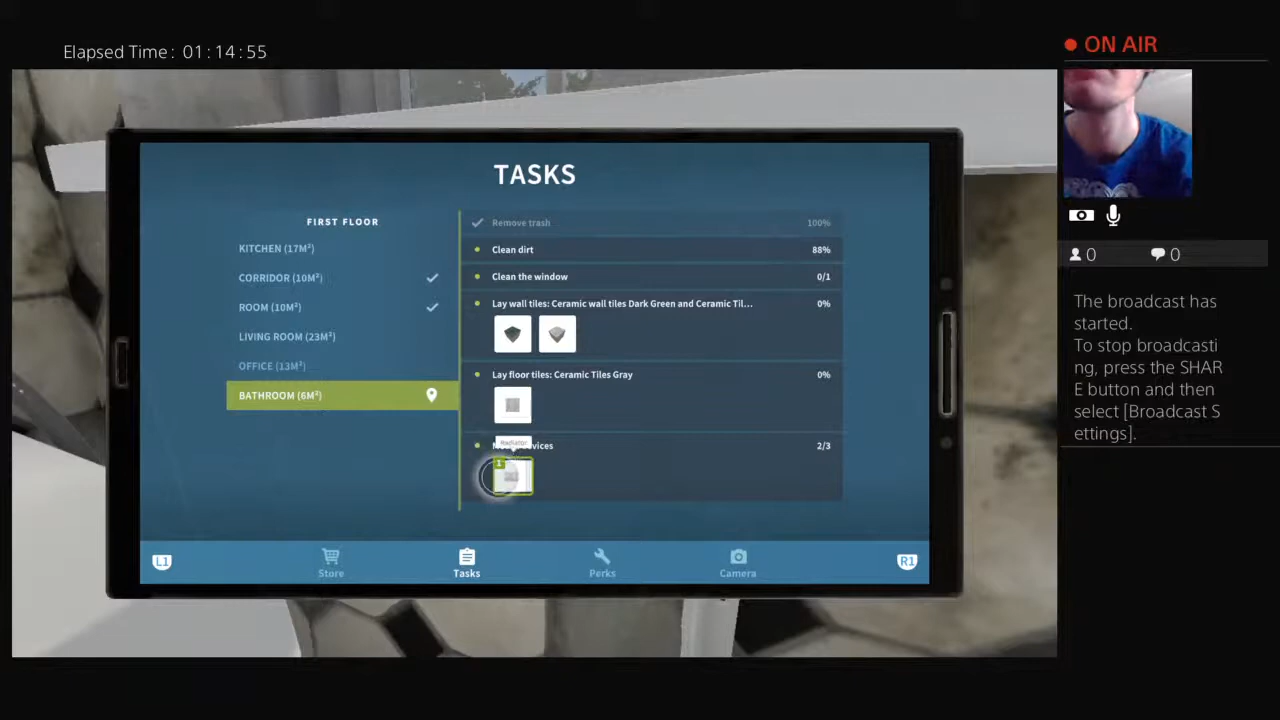 Elapsed Time: 01:14:55
ON AIR
TASKS
FIRST FLOOR
KITCHEN (17M²)
CORRIDOR (10M²)
ROOM (10M²)
LIVING ROOM (23M²)
OFFICE (13M²)
BATHROOM (6M²)
Remove trash 100%
Clean dirt 88%
Clean the window 0/1
Lay wall tiles: Ceramic wall tiles Dark Green and Ceramic Til... 0%
Lay floor tiles: Ceramic Tiles Gray 0%
Radiator
2/3
1
L1
Store
Tasks
Perks
Camera
R1
0
0
The broadcast has
started.
To stop broadcasti
ng, press the SHAR
E button and then
select [Broadcast S
ettings].